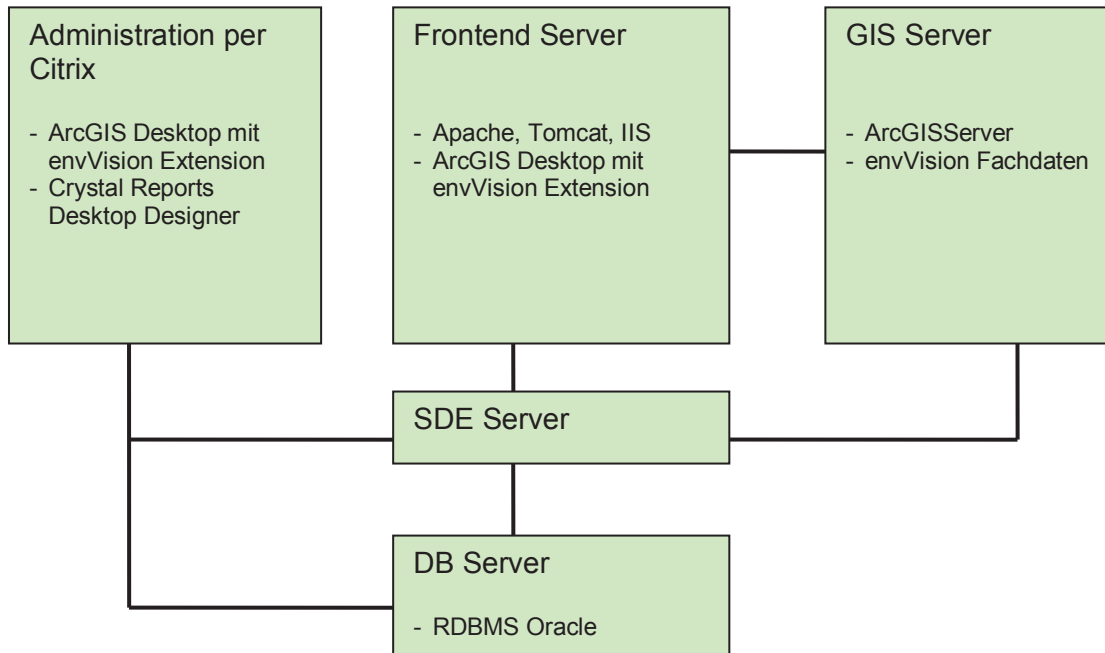 Administration per
Citrix
- ArcGIS Desktop mit
envVision Extension
- Crystal Reports
Desktop Designer
Frontend Server
- Apache, Tomcat, IIS
- ArcGIS Desktop mit
envVision Extension
GIS Server
- ArcGISServer
- envVision Fachdaten
SDE Server
DB Server
- RDBMS Oracle